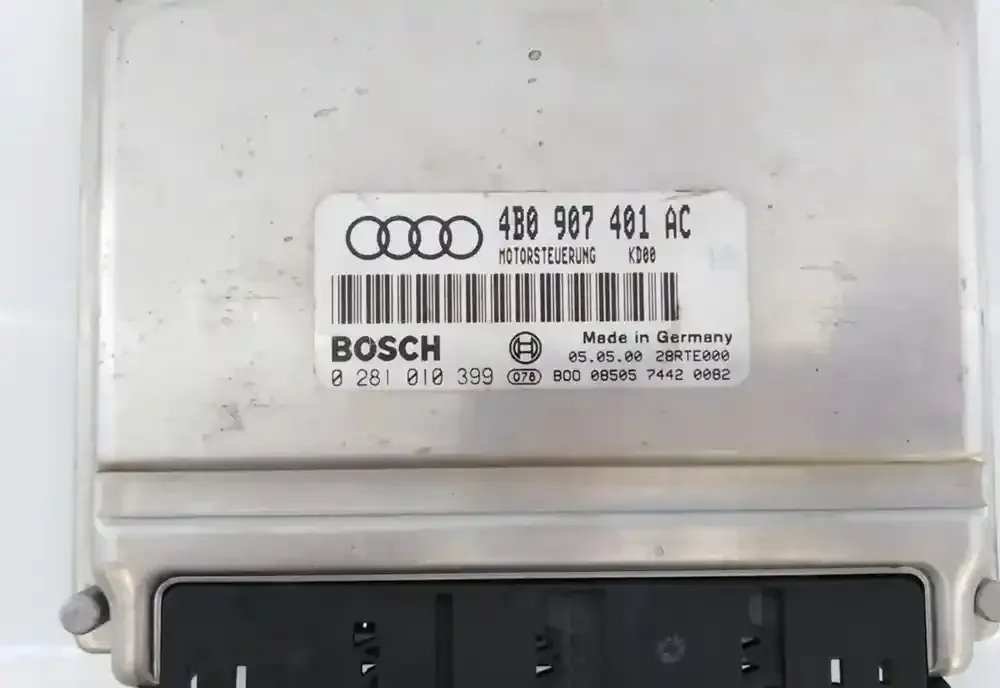 4B0 907 401 AC
MOTORSTEUERUNG KD00
BOSCH
Made in Germany
05.05.00 28RTE000
0 281 010 399 078 B00 08505 7442 0082